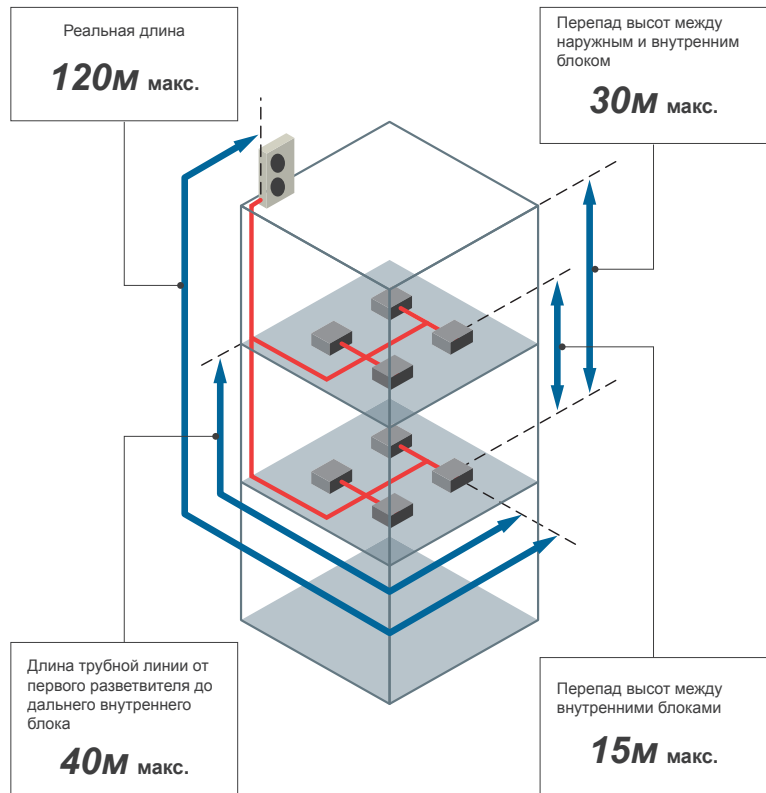 Реальная длина
120м макс.
Перепад высот между
наружным и внутренним
блоком
30м макс.
Длина трубной линии от
первого разветвителя до
дальнего внутреннего
блока
40м макс.
Перепад высот между
внутренними блоками
15м макс.